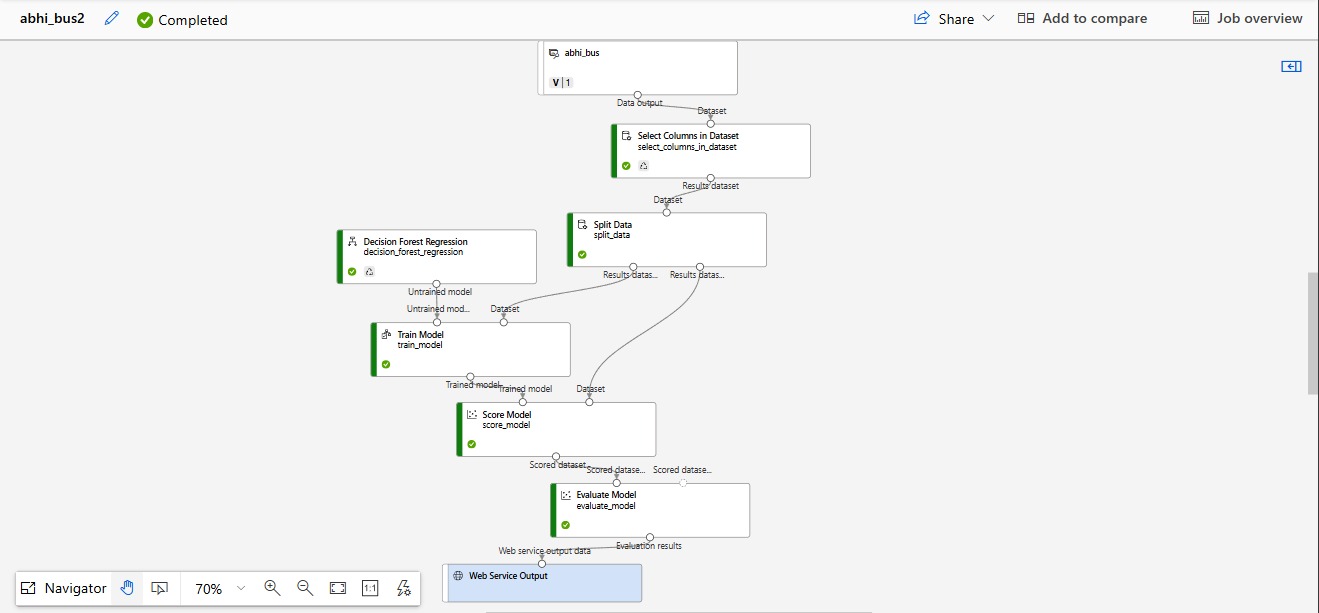 abhi_bus2
Completed
Share
Add to compare
Job overview
abhi_bus
V | 1
Data output
Dataset
Select Columns in Dataset
select_columns_in_dataset
Results dataset
Dataset
Split Data
split_data
Results datas...
Results datas...
Decision Forest Regression
decision_forest_regression
Untrained model
Untrained mod...
Dataset
Train Model
train_model
Trained model
Trained model
Dataset
Score Model
score_model
Scored dataset
Scored datase...
Scored datase...
Evaluate Model
evaluate_model
Evaluation results
Web service output data
Web Service Output
Navigator
70%
1:1